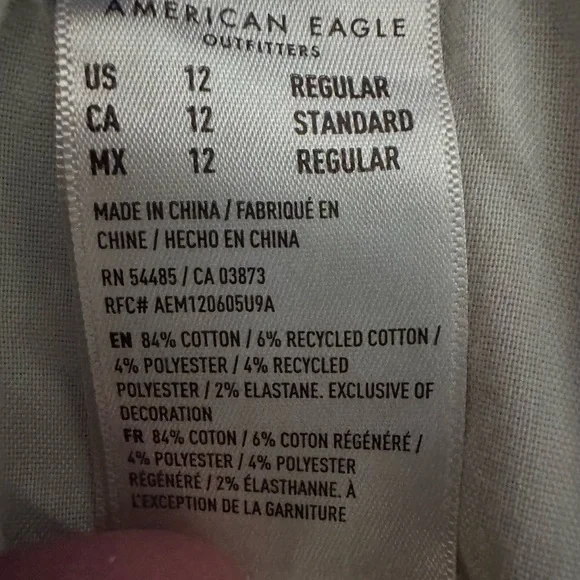 AMERICAN EAGLE
OUTFITTERS
US 12 REGULAR
CA 12 STANDARD
MX 12 REGULAR
MADE IN CHINA / FABRIQUÉ EN
CHINE / HECHO EN CHINA
RN 54485 / CA 03873
RFC# AEM120605U9A
EN 84% COTTON / 6% RECYCLED COTTON /
4% POLYESTER / 4% RECYCLED
POLYESTER / 2% ELASTANE. EXCLUSIVE OF
DECORATION
FR 84% COTON / 6% COTON RÉGÉNÉRÉ /
4% POLYESTER / 4% POLYESTER
RÉGÉNÉRÉ / 2% ÉLASTHANNE. À
L'EXCEPTION DE LA GARNITURE